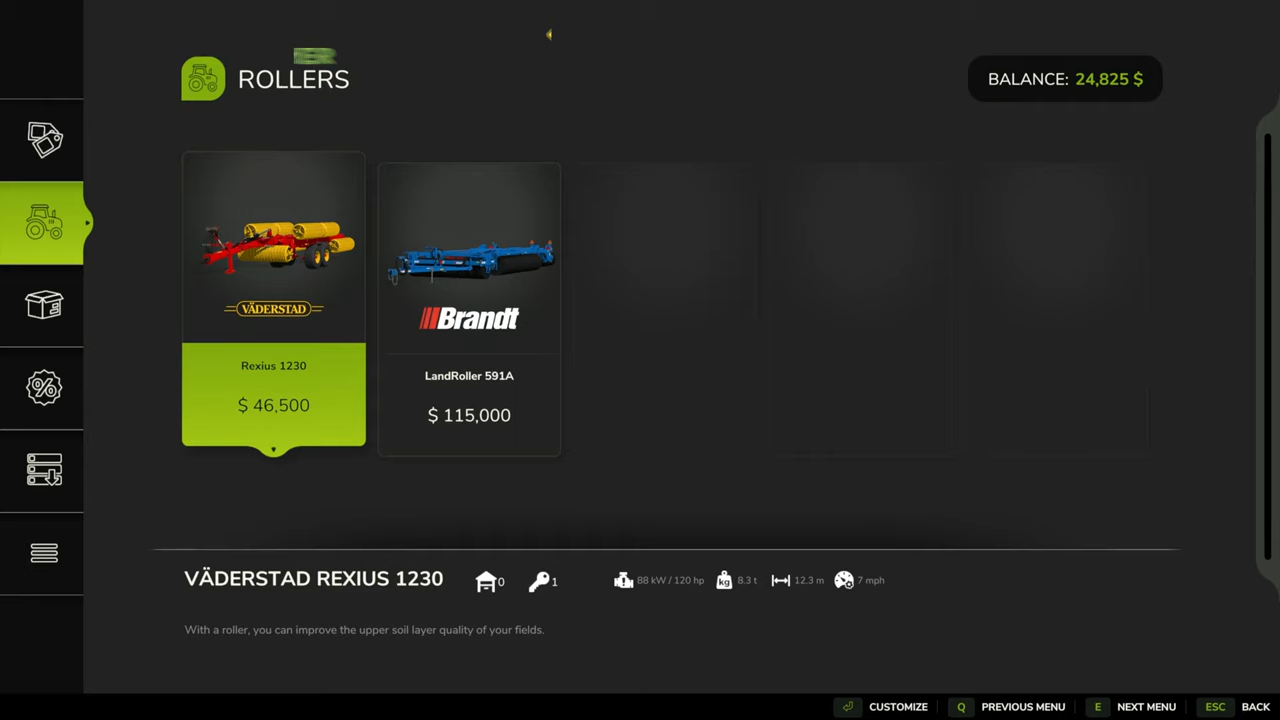 ROLLERS
BALANCE: 24,825 $
VÄDERSTAD
Rexius 1230
$ 46,500
Brandt
LandRoller 591A
$ 115,000
VÄDERSTAD REXIUS 1230
0
1
88 kW / 120 hp
kg
8.3 t
12.3 m
7 mph
With a roller, you can improve the upper soil layer quality of your fields.
CUSTOMIZE
Q PREVIOUS MENU
E NEXT MENU
ESC BACK